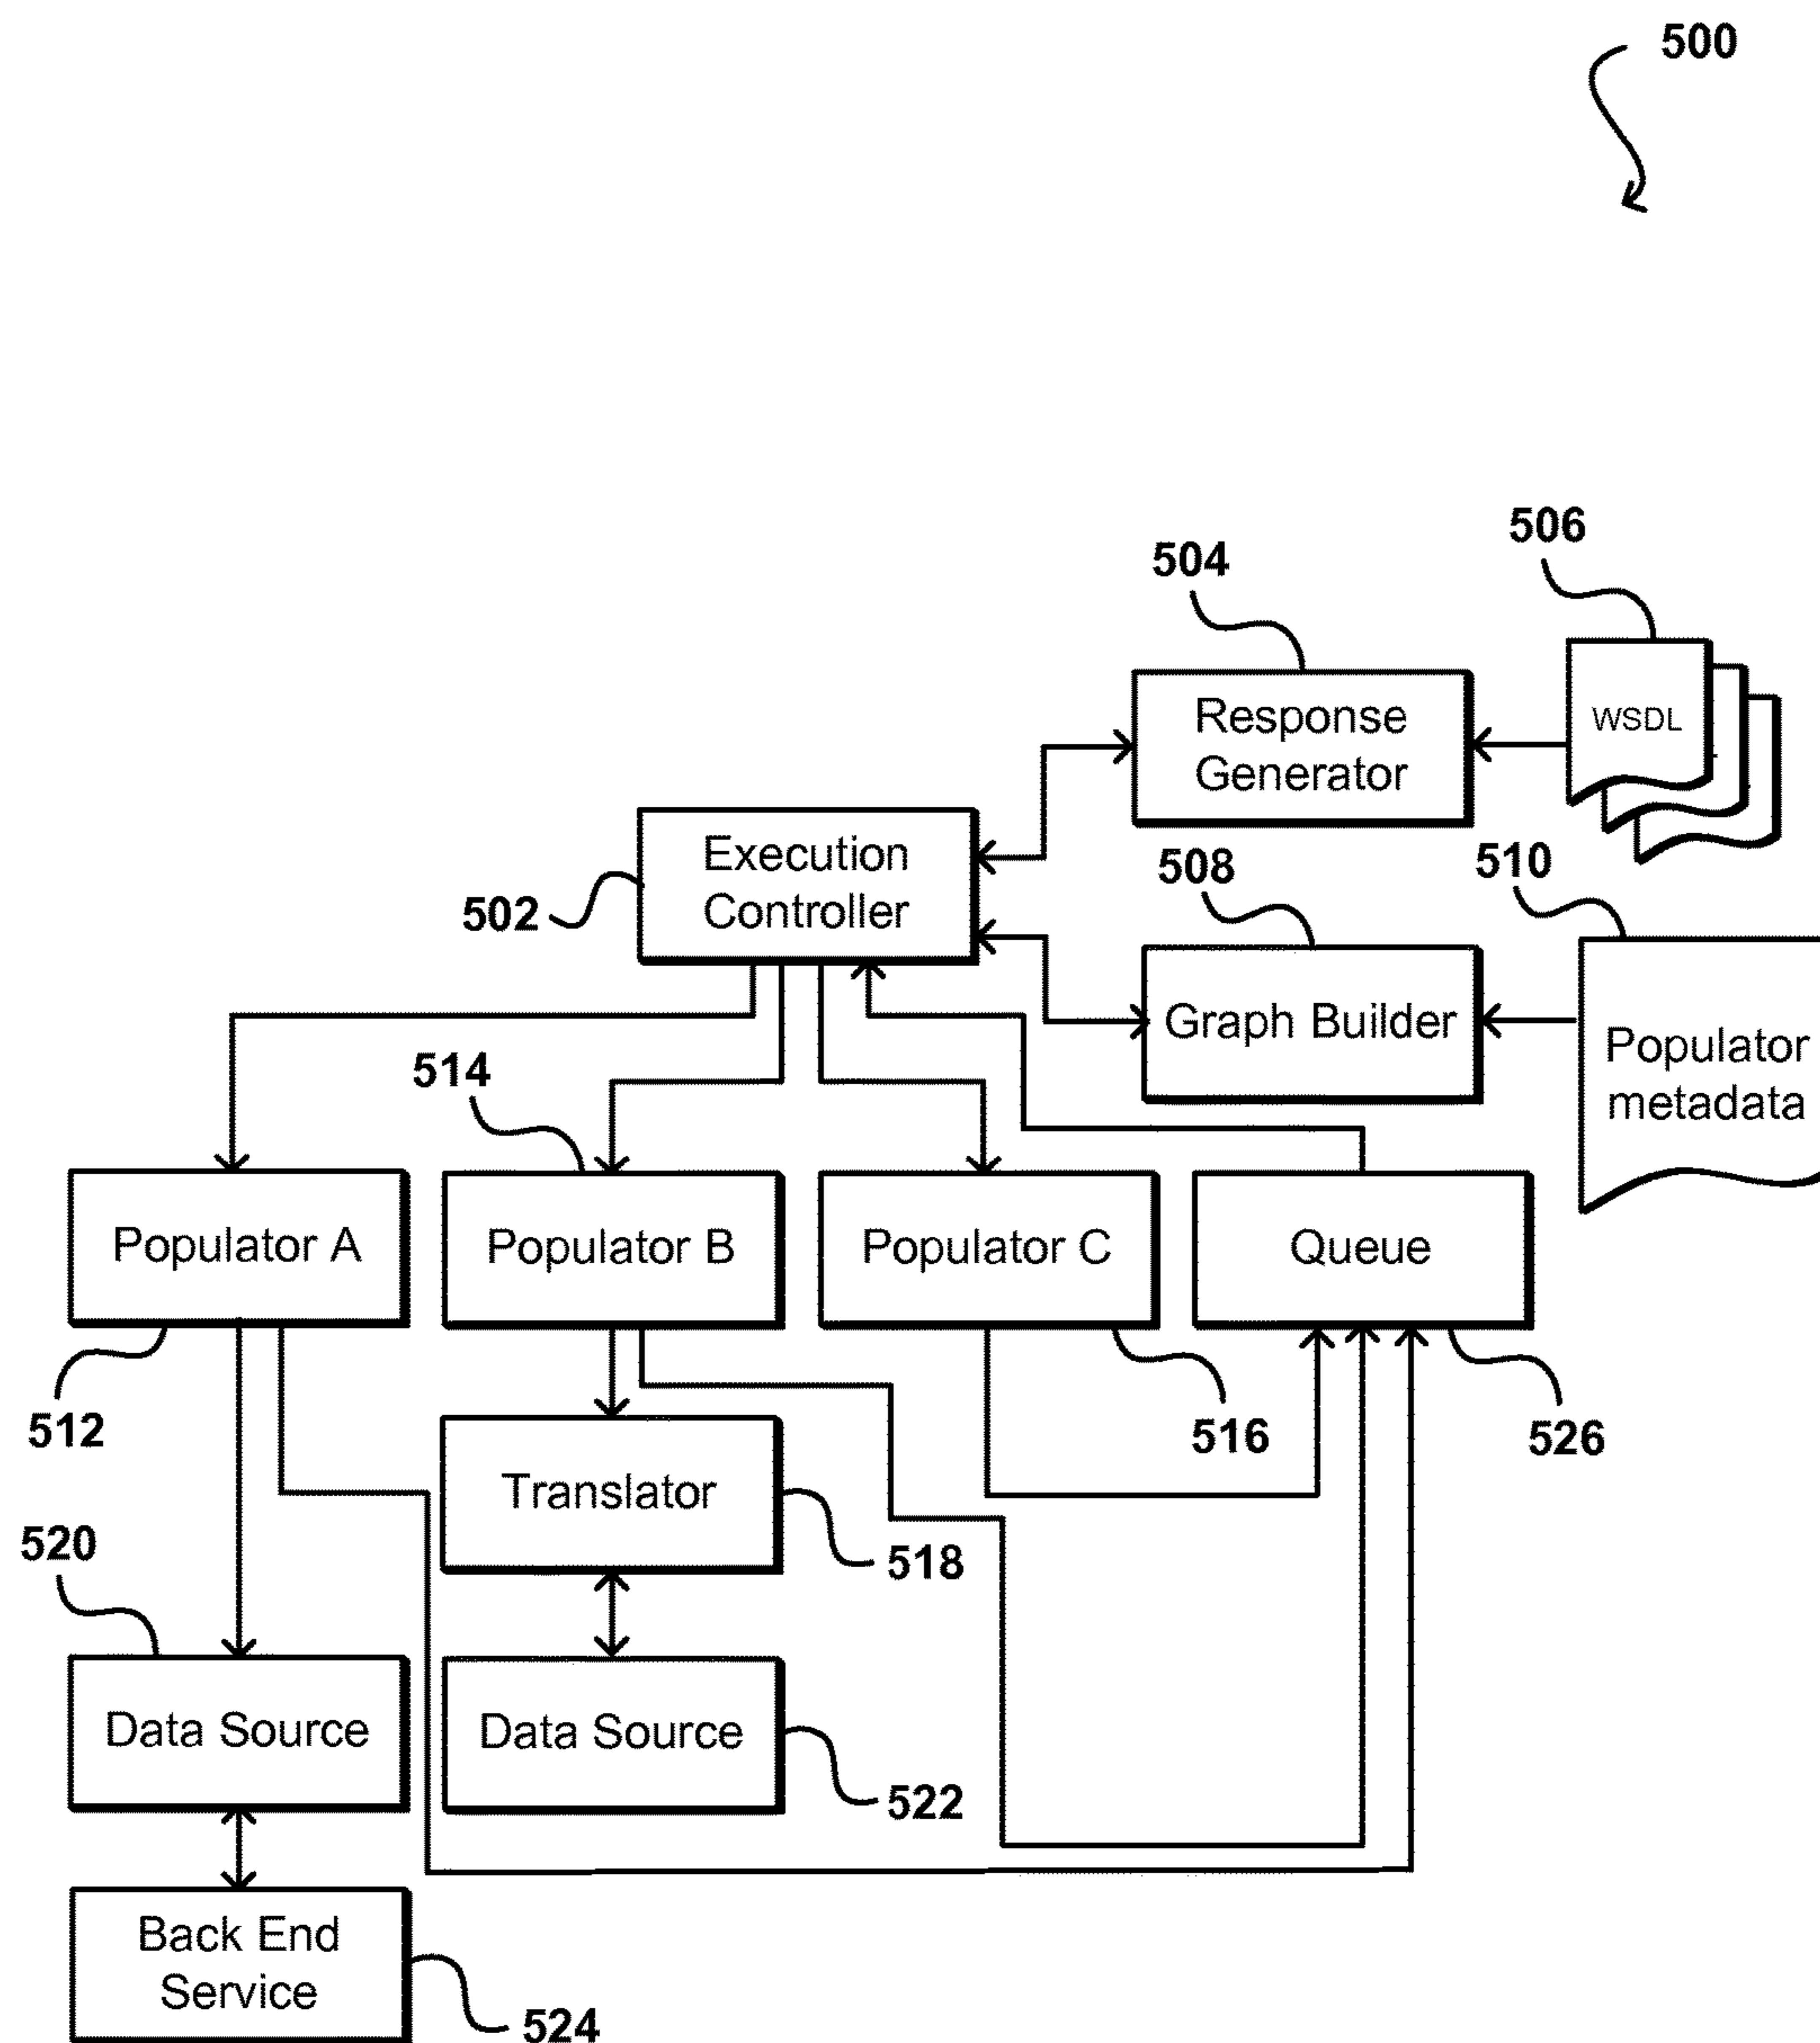 500
506
504
Response
Generator
WSDL
Execution
Controller
502
508
510
Graph Builder
Populator
metadata
514
Populator A
Populator B
Populator C
Queue
512
516
526
Translator
518
520
Data Source
Data Source
522
Back End
Service
524